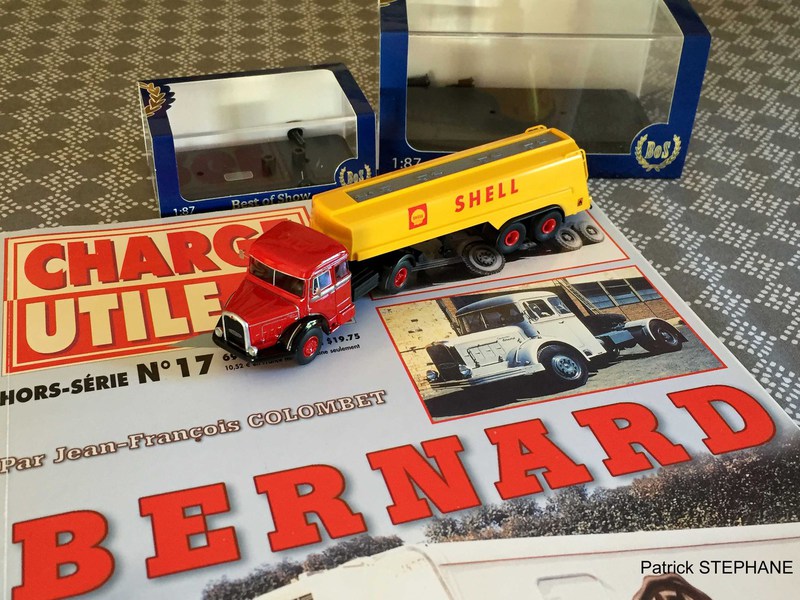 BoS
1:87
BoS
1:87
Best of Show
SHELL
CHARGE
UTILE
HORS-SÉRIE N° 17
$ 19.75
Par Jean-François COLOMBET
BERNARD
Patrick STEPHANE